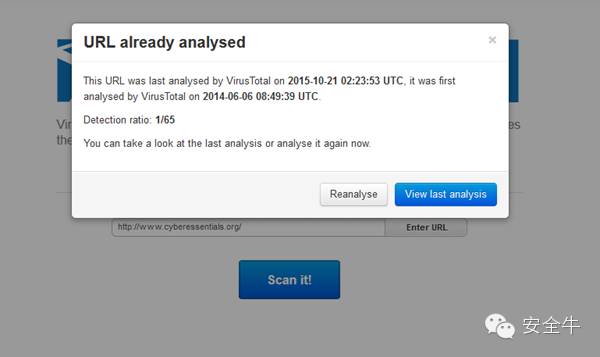 URL already analysed
×
This URL was last analysed by VirusTotal on 2015-10-21 02:23:53 UTC, it was first
analysed by VirusTotal on 2014-06-06 08:49:39 UTC.
Detection ratio: 1/65
You can take a look at the last analysis or analyse it again now.
Reanalyse
View last analysis
http://www.cyberessentials.org/
Enter URL
Scan it!
安全牛